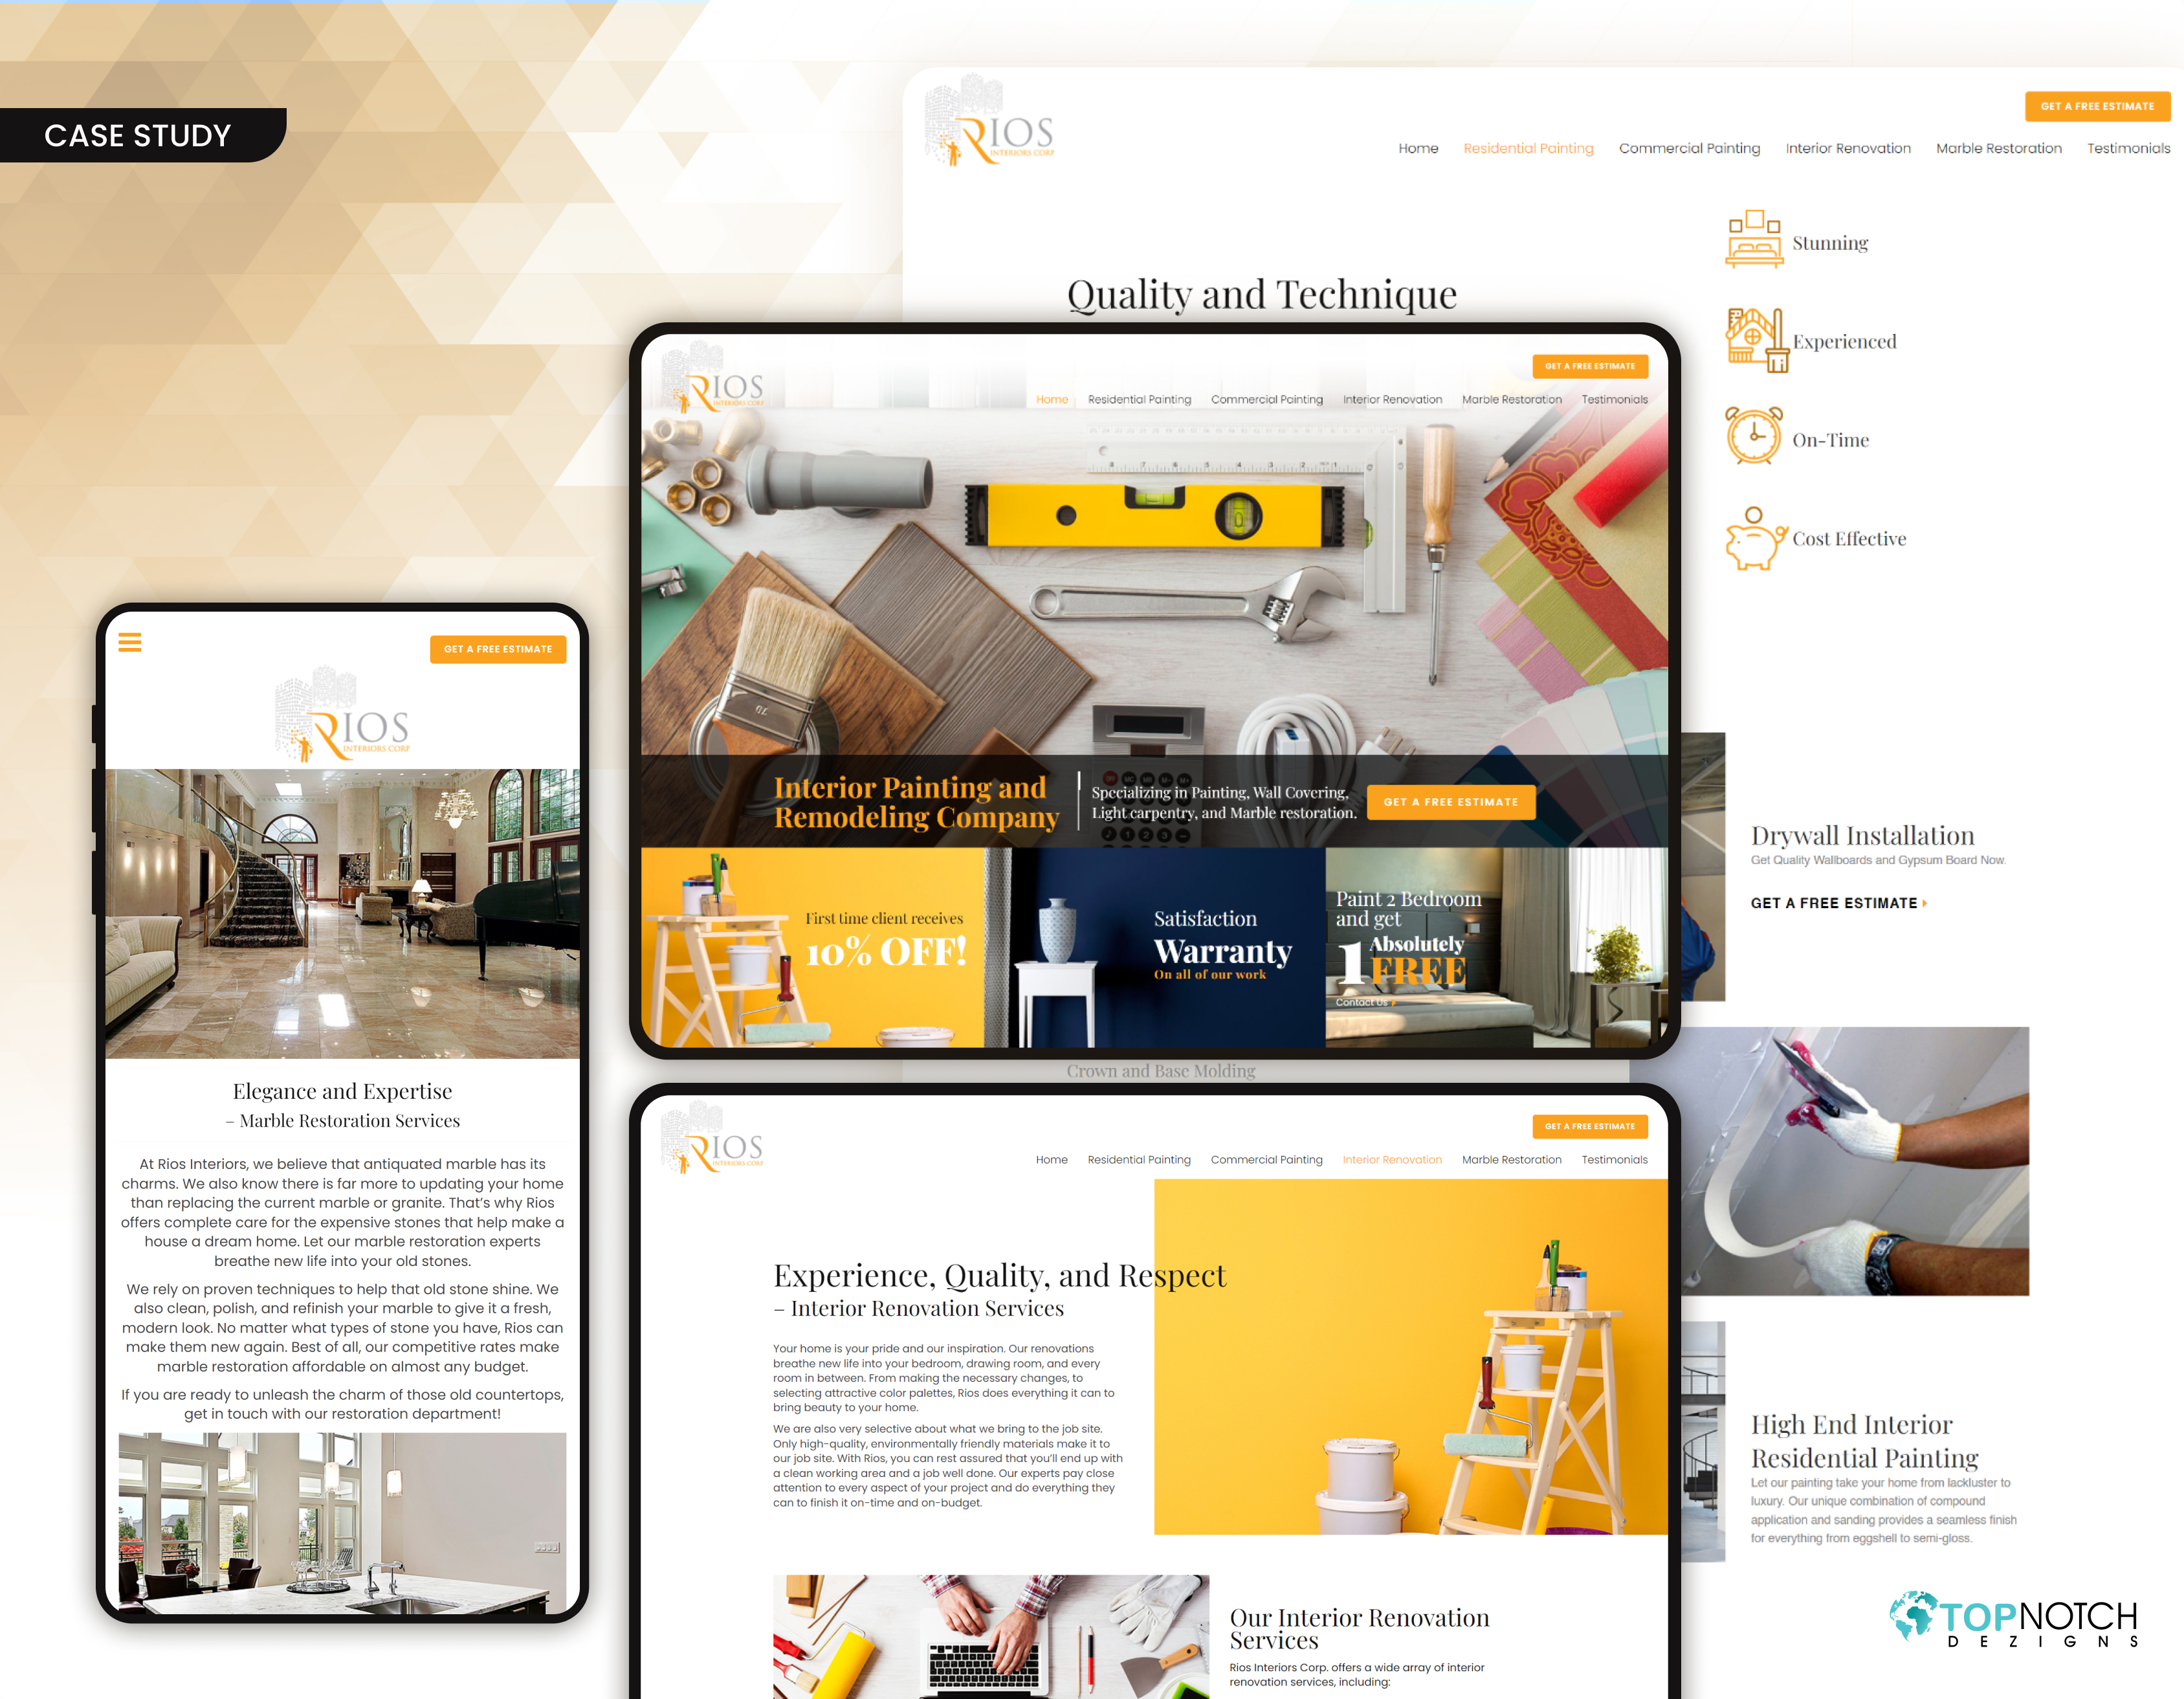 CASE STUDY
RIOS
INTERIORS CORP
GET A FREE ESTIMATE
Home Residential Painting Commercial Painting Interior Renovation Marble Restoration Testimonials
Quality and Technique
Stunning
Experienced
On-Time
Cost Effective
Drywall Installation
Get Quality Wallboards and Gypsum Board Now.
GET A FREE ESTIMATE
High End Interior
Residential Painting
Let our painting take your home from lackluster to
luxury. Our unique combination of compound
application and sanding provides a seamless finish
for everything from eggshell to semi-gloss.
Crown and Base Molding
RIOS
INTERIORS CORP
GET A FREE ESTIMATE
Home Residential Painting Commercial Painting Interior Renovation Marble Restoration Testimonials
Interior Painting and
Remodeling Company
Specializing in Painting, Wall Covering,
Light carpentry, and Marble restoration.
GET A FREE ESTIMATE
First time client receives
10% OFF!
Satisfaction
Warranty
On all of our work
Paint 2 Bedroom
and get
1 Absolutely
FREE
Contact Us
GET A FREE ESTIMATE
RIOS
INTERIORS CORP
Elegance and Expertise
– Marble Restoration Services
At Rios Interiors, we believe that antiquated marble has its
charms. We also know there is far more to updating your home
than replacing the current marble or granite. That's why Rios
offers complete care for the expensive stones that help make a
house a dream home. Let our marble restoration experts
breathe new life into your old stones.
We rely on proven techniques to help that old stone shine. We
also clean, polish, and refinish your marble to give it a fresh,
modern look. No matter what types of stone you have, Rios can
make them new again. Best of all, our competitive rates make
marble restoration affordable on almost any budget.
If you are ready to unleash the charm of those old countertops,
get in touch with our restoration department!
RIOS
INTERIORS CORP
GET A FREE ESTIMATE
Home Residential Painting Commercial Painting Interior Renovation Marble Restoration Testimonials
Experience, Quality, and Respect
– Interior Renovation Services
Your home is your pride and our inspiration. Our renovations
breathe new life into your bedroom, drawing room, and every
room in between. From making the necessary changes, to
selecting attractive color palettes, Rios does everything it can to
bring beauty to your home.
We are also very selective about what we bring to the job site.
Only high-quality, environmentally friendly materials make it to
our job site. With Rios, you can rest assured that you'll end up with
a clean working area and a job well done. Our experts pay close
attention to every aspect of your project and do everything they
can to finish it on-time and on-budget.
Our Interior Renovation
Services
Rios Interiors Corp. offers a wide array of interior
renovation services, including:
TOPNOTCH
DEZIGNS